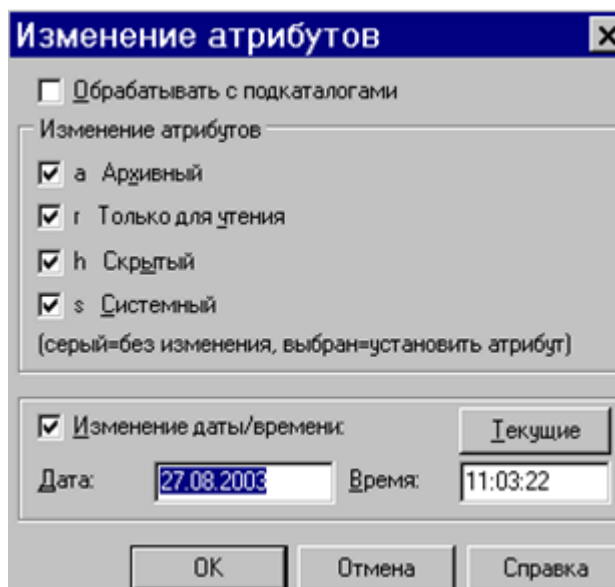 Изменение атрибутов
Обрабатывать с подкаталогами
Изменение атрибутов
a Архивный
r Только для чтения
h Скрытый
s Системный
(серый=без изменения, выбран=установить атрибут)
Изменение даты/времени: Текущие
Дата: 27.08.2003 Время: 11:03:22
OK Отмена Справка